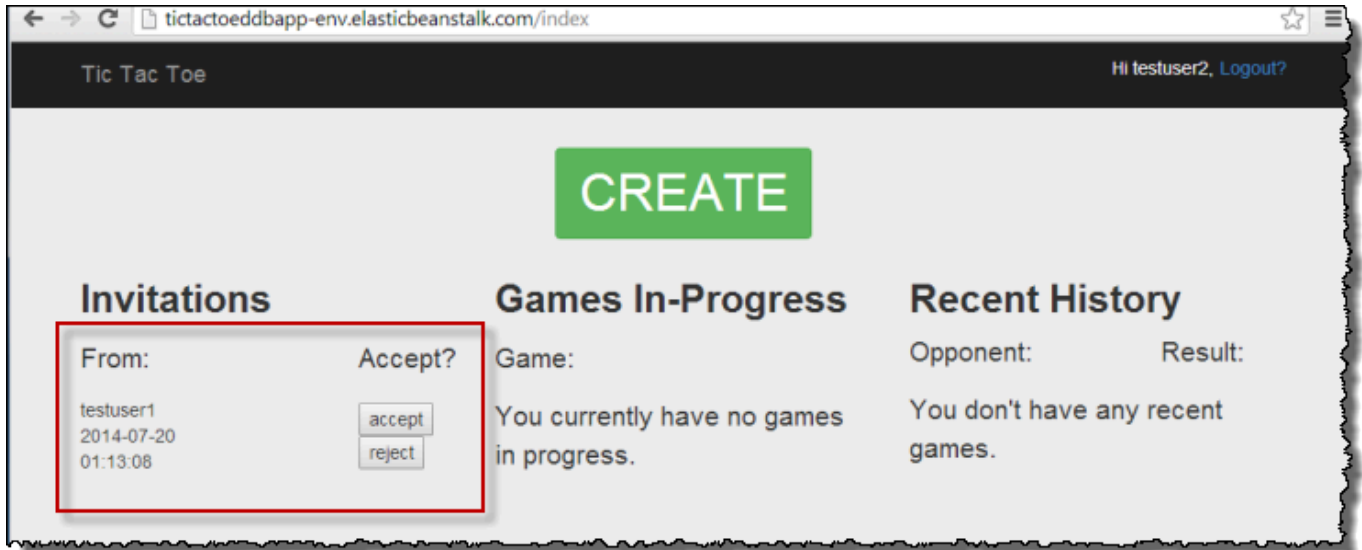 tictactoeddbapp-env.elasticbeanstalk.com/index
Tic Tac Toe
Hi testuser2, Logout?
CREATE
Invitations
From: Accept?
testuser1
2014-07-20
01:13:08
accept
reject
Games In-Progress
Game:
You currently have no games
in progress.
Recent History
Opponent: Result:
You don't have any recent
games.